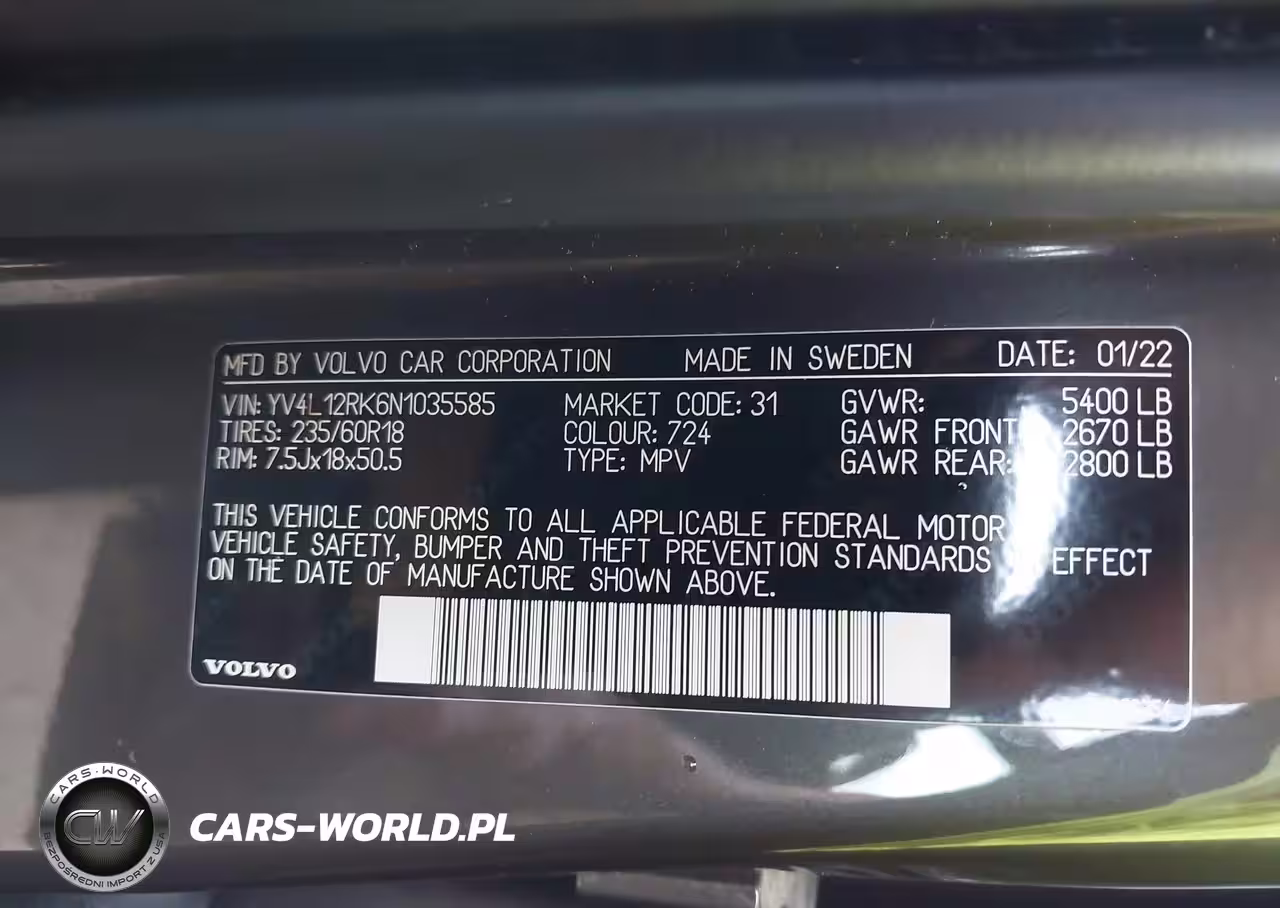 MFD BY VOLVO CAR CORPORATION MADE IN SWEDEN DATE: 01/22
VIN: YV4L12RK6N1035585 MARKET CODE: 31 GVWR: 5400 LB
TIRES: 235/60R18 COLOUR: 724 GAWR FRONT 2670 LB
RIM: 7.5Jx18x50.5 TYPE: MPV GAWR REAR: 2800 LB
THIS VEHICLE CONFORMS TO ALL APPLICABLE FEDERAL MOTOR
VEHICLE SAFETY, BUMPER AND THEFT PREVENTION STANDARDS EFFECT
ON THE DATE OF MANUFACTURE SHOWN ABOVE.
VOLVO
CARS-WORLD
CW
BEZPOŚREDNI IMPORT Z USA
CARS-WORLD.PL